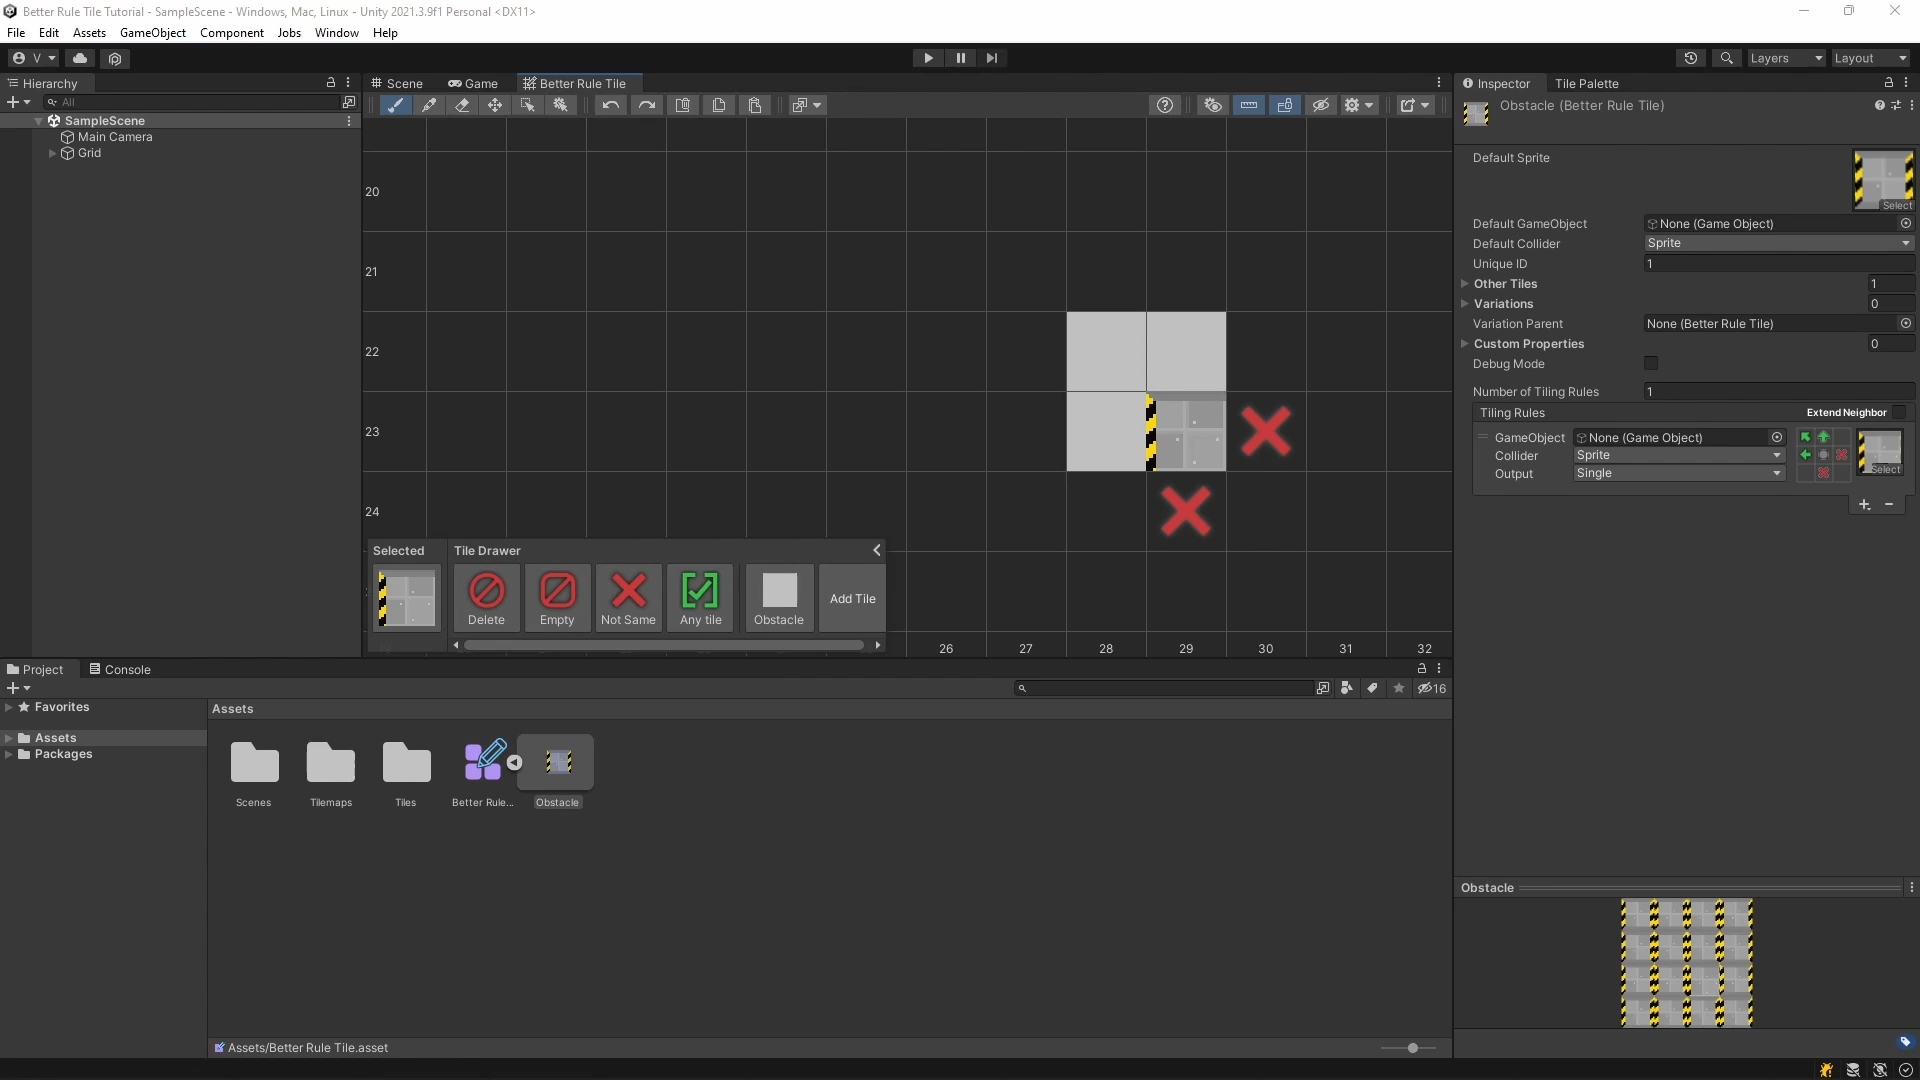 Better Rule Tile Tutorial - SampleScene - Windows, Mac, Linux - Unity 2021.3.9f1 Personal <DX11>
File Edit Assets GameObject Component Jobs Window Help
V Layers Layout
Hierarchy
All
SampleScene
Main Camera
Grid
Scene Game Better Rule Tile
20
21
22
23
24
26 27 28 29 30 31 32
Selected Tile Drawer
Delete Empty Not Same Any tile Obstacle Add Tile
Inspector Tile Palette
Obstacle (Better Rule Tile)
Default Sprite
Select
Default GameObject None (Game Object)
Default Collider Sprite
Unique ID 1
Other Tiles 1
Variations 0
Variation Parent None (Better Rule Tile)
Custom Properties 0
Debug Mode
Number of Tiling Rules 1
Tiling Rules Extend Neighbor
GameObject None (Game Object)
Collider Sprite
Select
Output Single
Obstacle
Project Console
16
Favorites
Assets
Packages
Assets
Scenes Tilemaps Tiles Better Rule... Obstacle
Assets/Better Rule Tile.asset